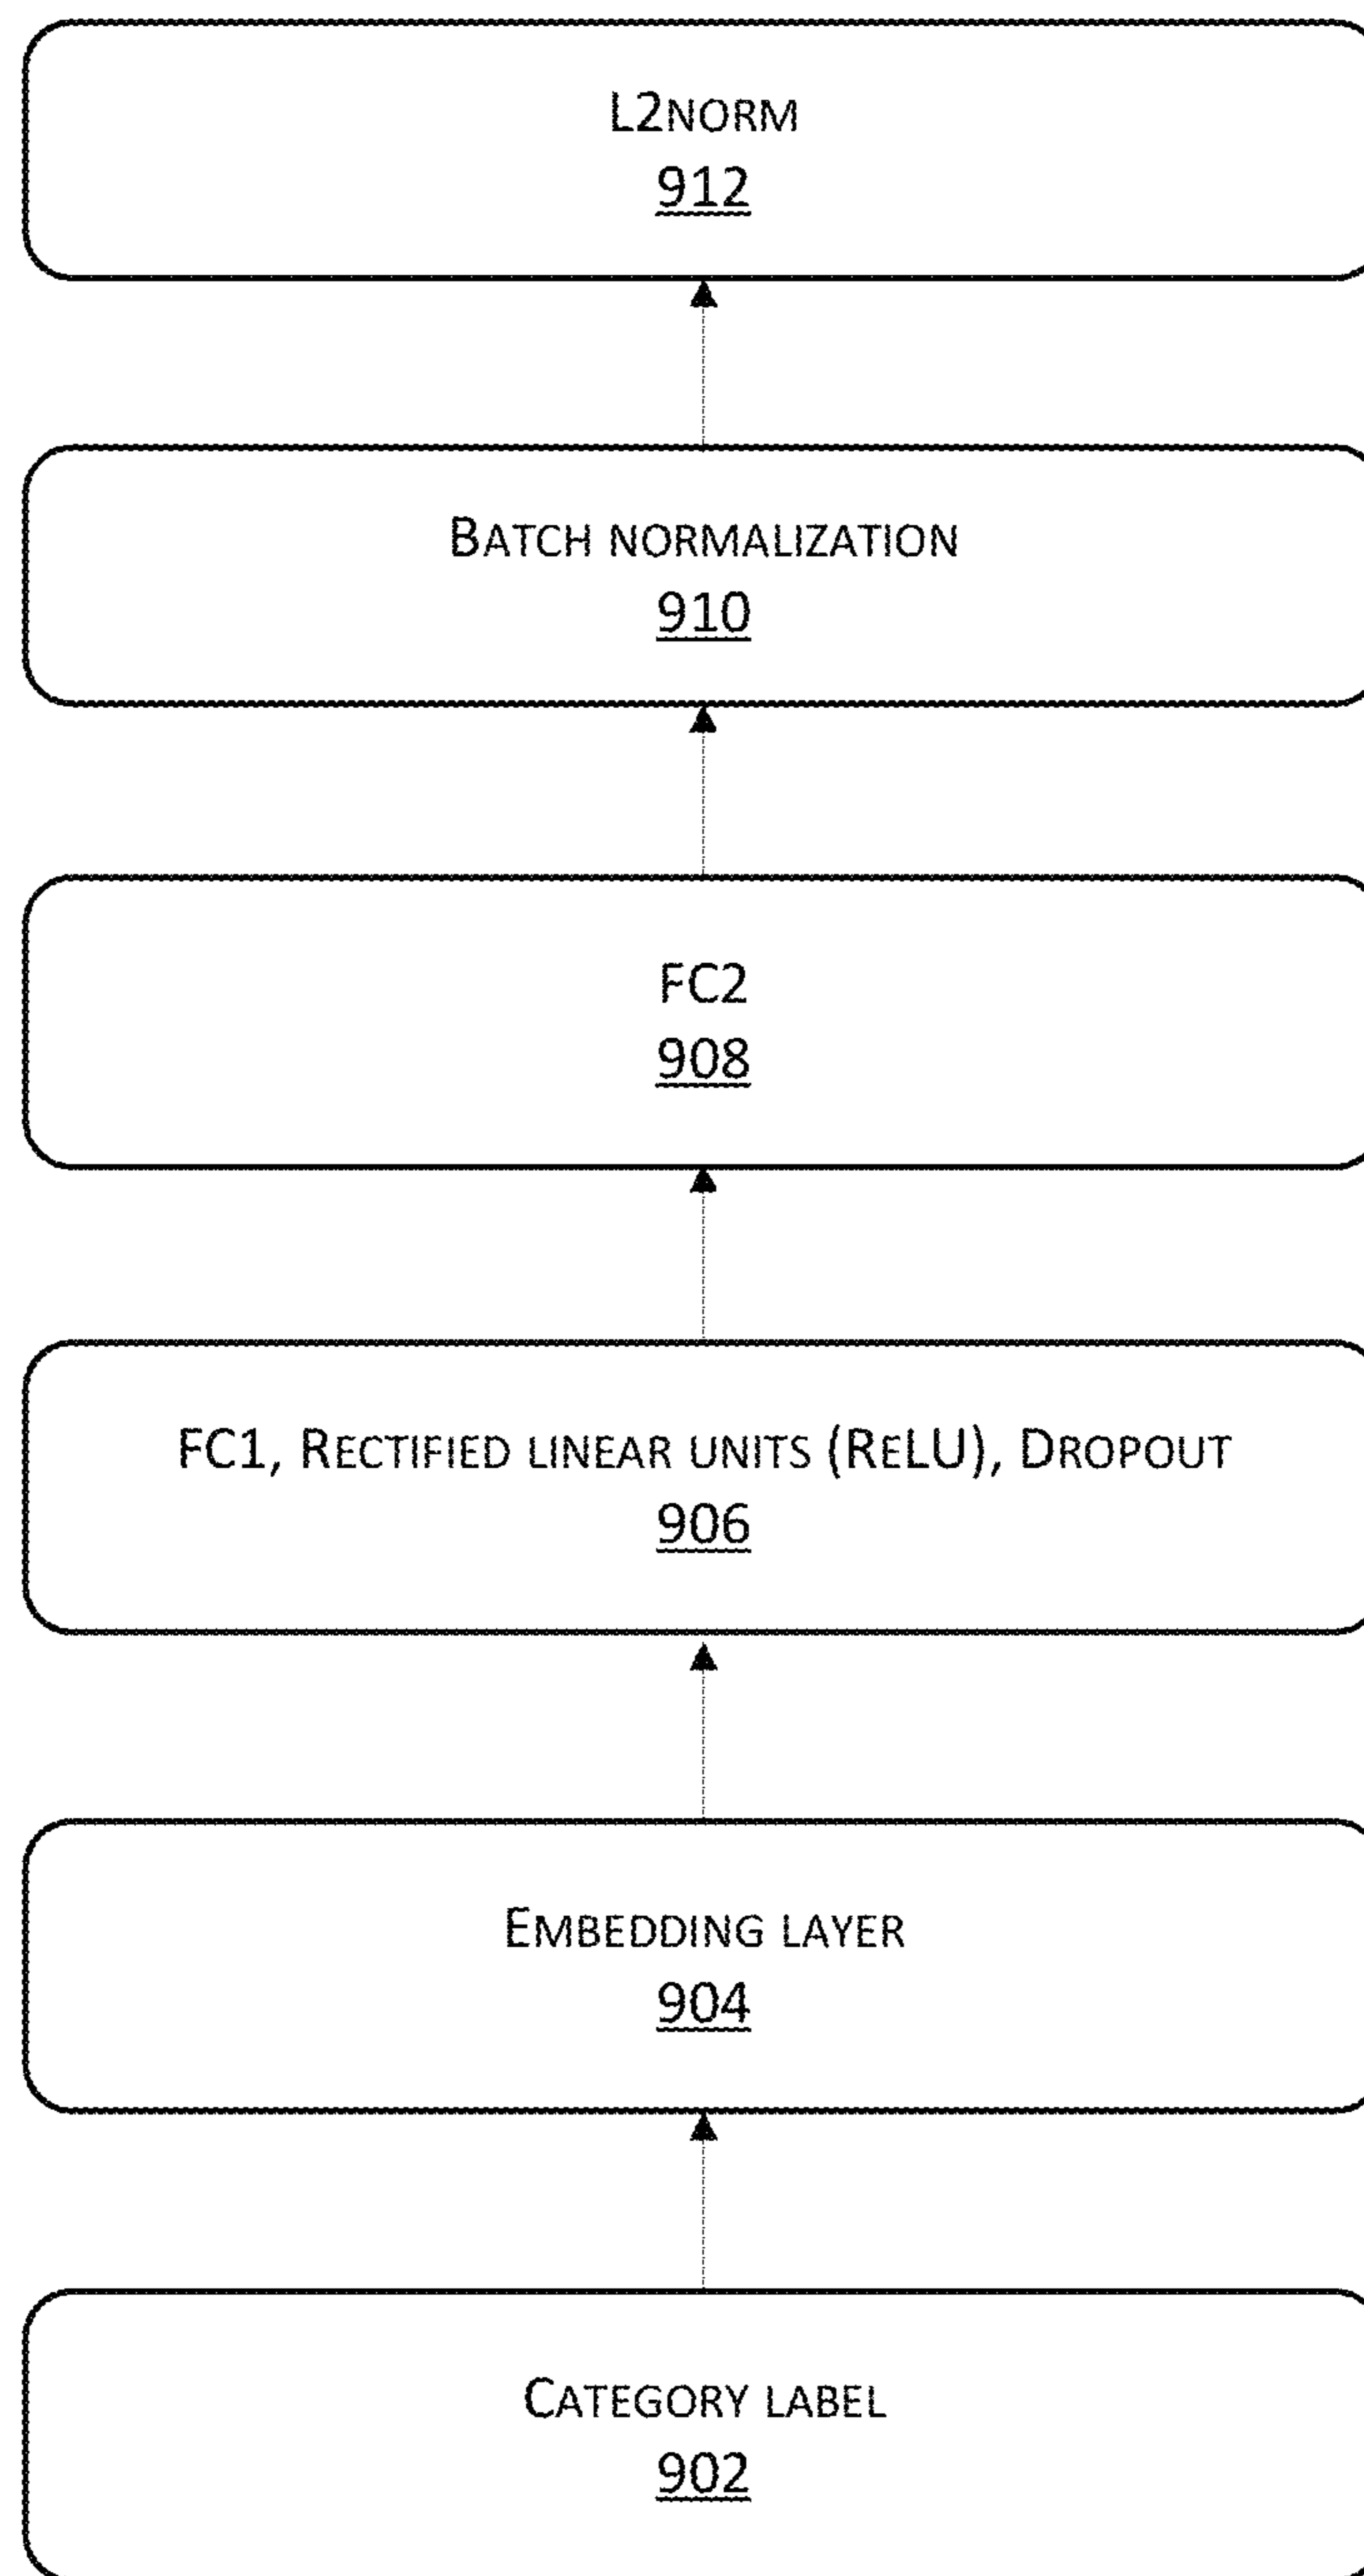 L2NORM
912
BATCH NORMALIZATION
910
FC2
908
FC1, RECTIFIED LINEAR UNITS (RELU), DROPOUT
906
EMBEDDING LAYER
904
CATEGORY LABEL
902